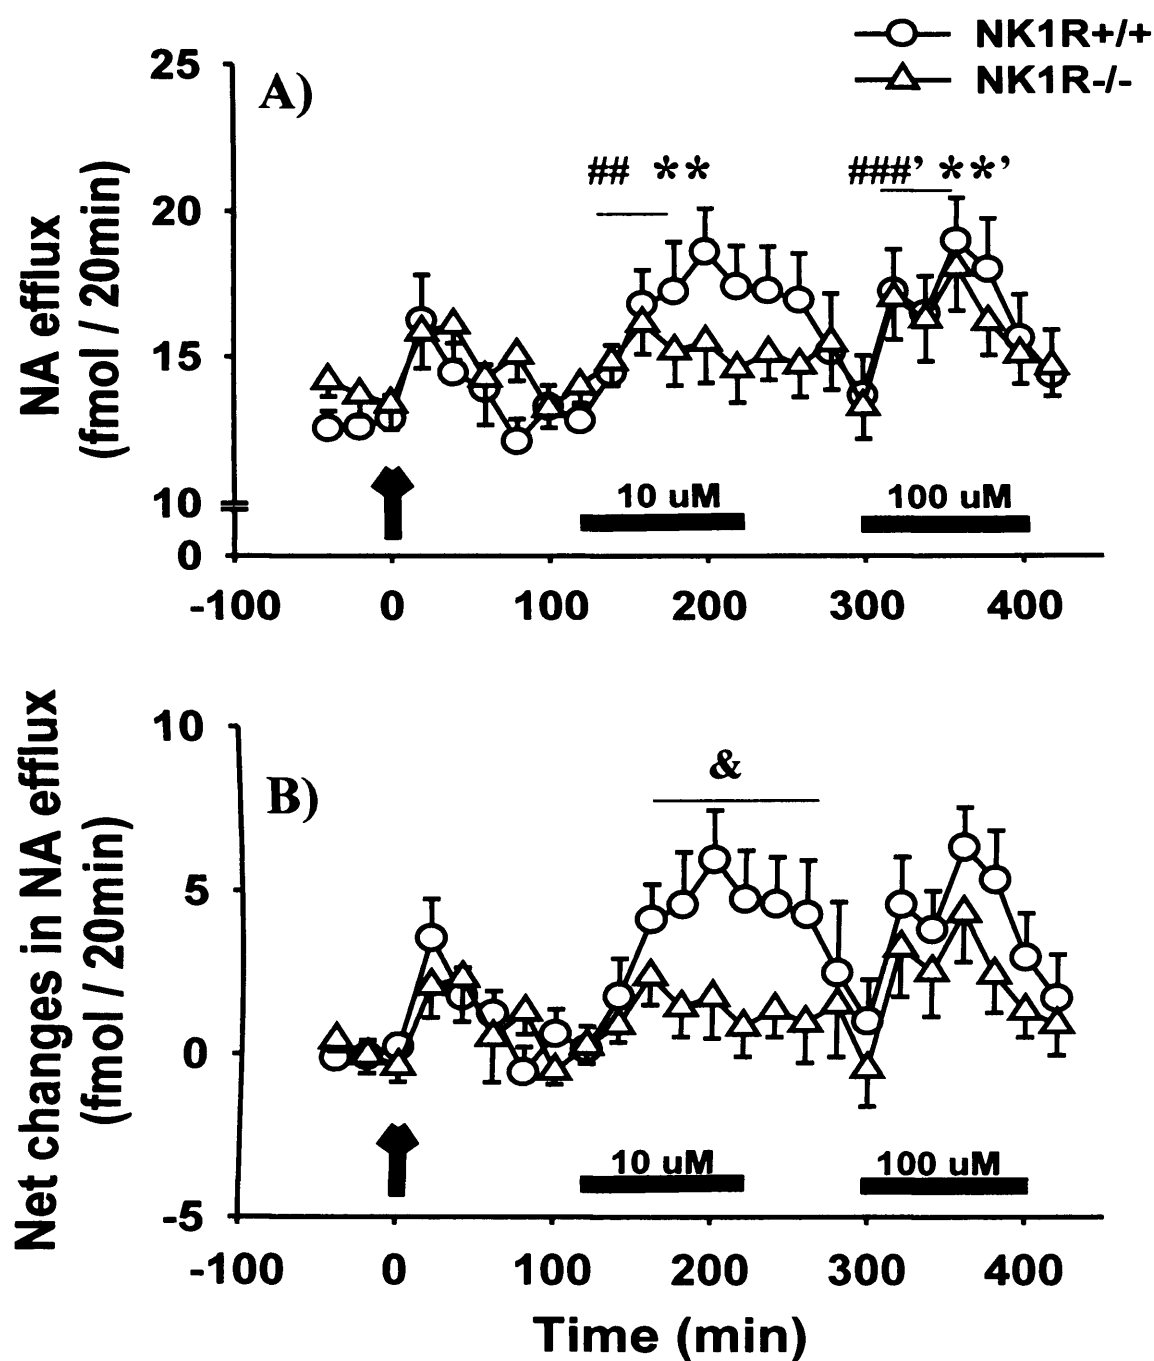 NK1R+/+
NK1R-/-
A)
25
20
15
10
0
NA efflux
(fmol / 20min)
## **
###’ **’
10 uM
100 uM
-100 0 100 200 300 400
B)
10
5
0
-5
Net changes in NA efflux
(fmol / 20min)
&
10 uM
100 uM
-100 0 100 200 300 400
Time (min)